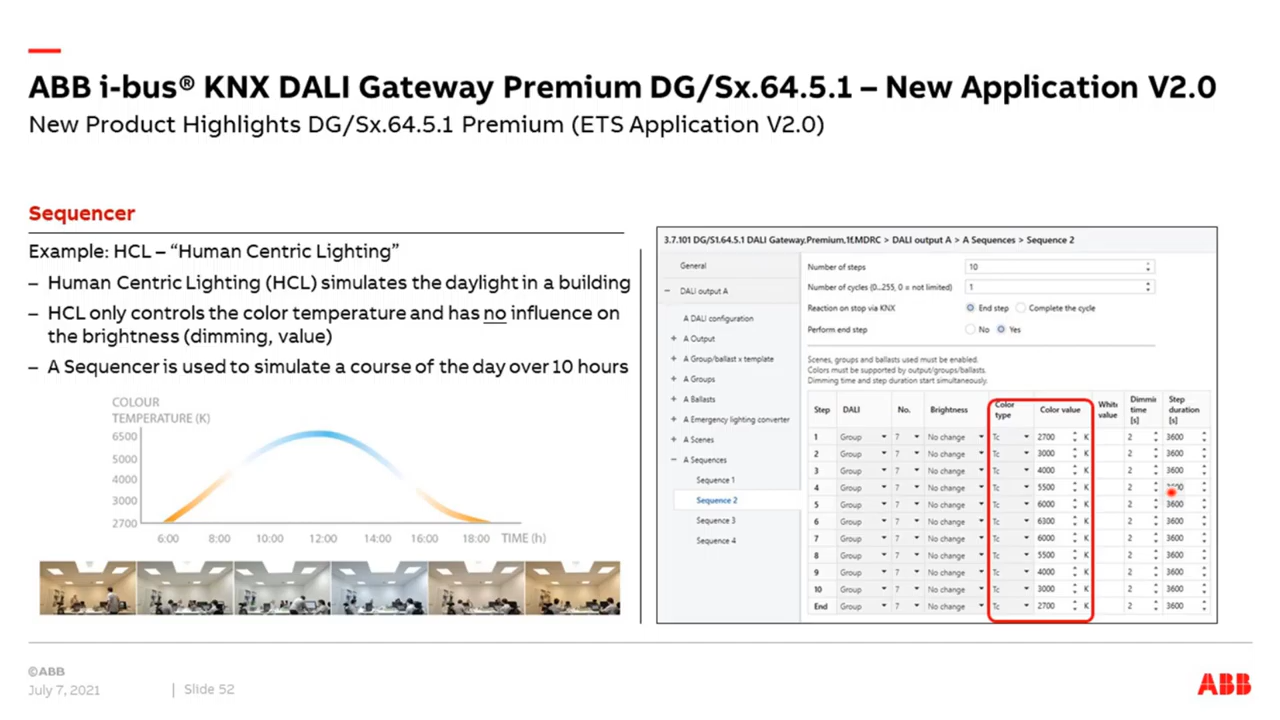 ABB i-bus® KNX DALI Gateway Premium DG/Sx.64.5.1 – New Application V2.0
New Product Highlights DG/Sx.64.5.1 Premium (ETS Application V2.0)
Sequencer
Example: HCL – “Human Centric Lighting”
– Human Centric Lighting (HCL) simulates the daylight in a building
– HCL only controls the color temperature and has no influence on
the brightness (dimming, value)
– A Sequencer is used to simulate a course of the day over 10 hours
COLOUR
TEMPERATURE (K)
6500
5000
4000
3000
2700
6:00 8:00 10:00 12:00 14:00 16:00 18:00 TIME (h)
3.7.101 DG/S1.64.5.1 DALI Gateway,Premium,1f,MDRC > DALI output A > A Sequences > Sequence 2
General
− DALI output A
A DALI configuration
+ A Output
+ A Group/ballast x template
+ A Groups
+ A Ballasts
+ A Emergency lighting converter
+ A Scenes
− A Sequences
Sequence 1
Sequence 2
Sequence 3
Sequence 4
Number of steps 10
Number of cycles (0..255, 0 = not limited) 1
Reaction on stop via KNX End step Complete the cycle
Perform end step No Yes
Scenes, groups and ballasts used must be enabled.
Colors must be supported by output/groups/ballasts.
Dimming time and step duration start simultaneously.
Step DALI No. Brightness Color type Color value White value Dimmi time [s] Step duration [s]
1 Group 7 No change Tc 2700 K 2 3600
2 Group 7 No change Tc 3000 K 2 3600
3 Group 7 No change Tc 4000 K 2 3600
4 Group 7 No change Tc 5500 K 2
5 Group 7 No change Tc 6000 K 2 3600
6 Group 7 No change Tc 6300 K 2 3600
7 Group 7 No change Tc 6000 K 2 3600
8 Group 7 No change Tc 5500 K 2 3600
9 Group 7 No change Tc 4000 K 2 3600
10 Group 7 No change Tc 3000 K 2 3600
End Group 7 No change Tc 2700 K 2 3600
©ABB
July 7, 2021 | Slide 52
ABB